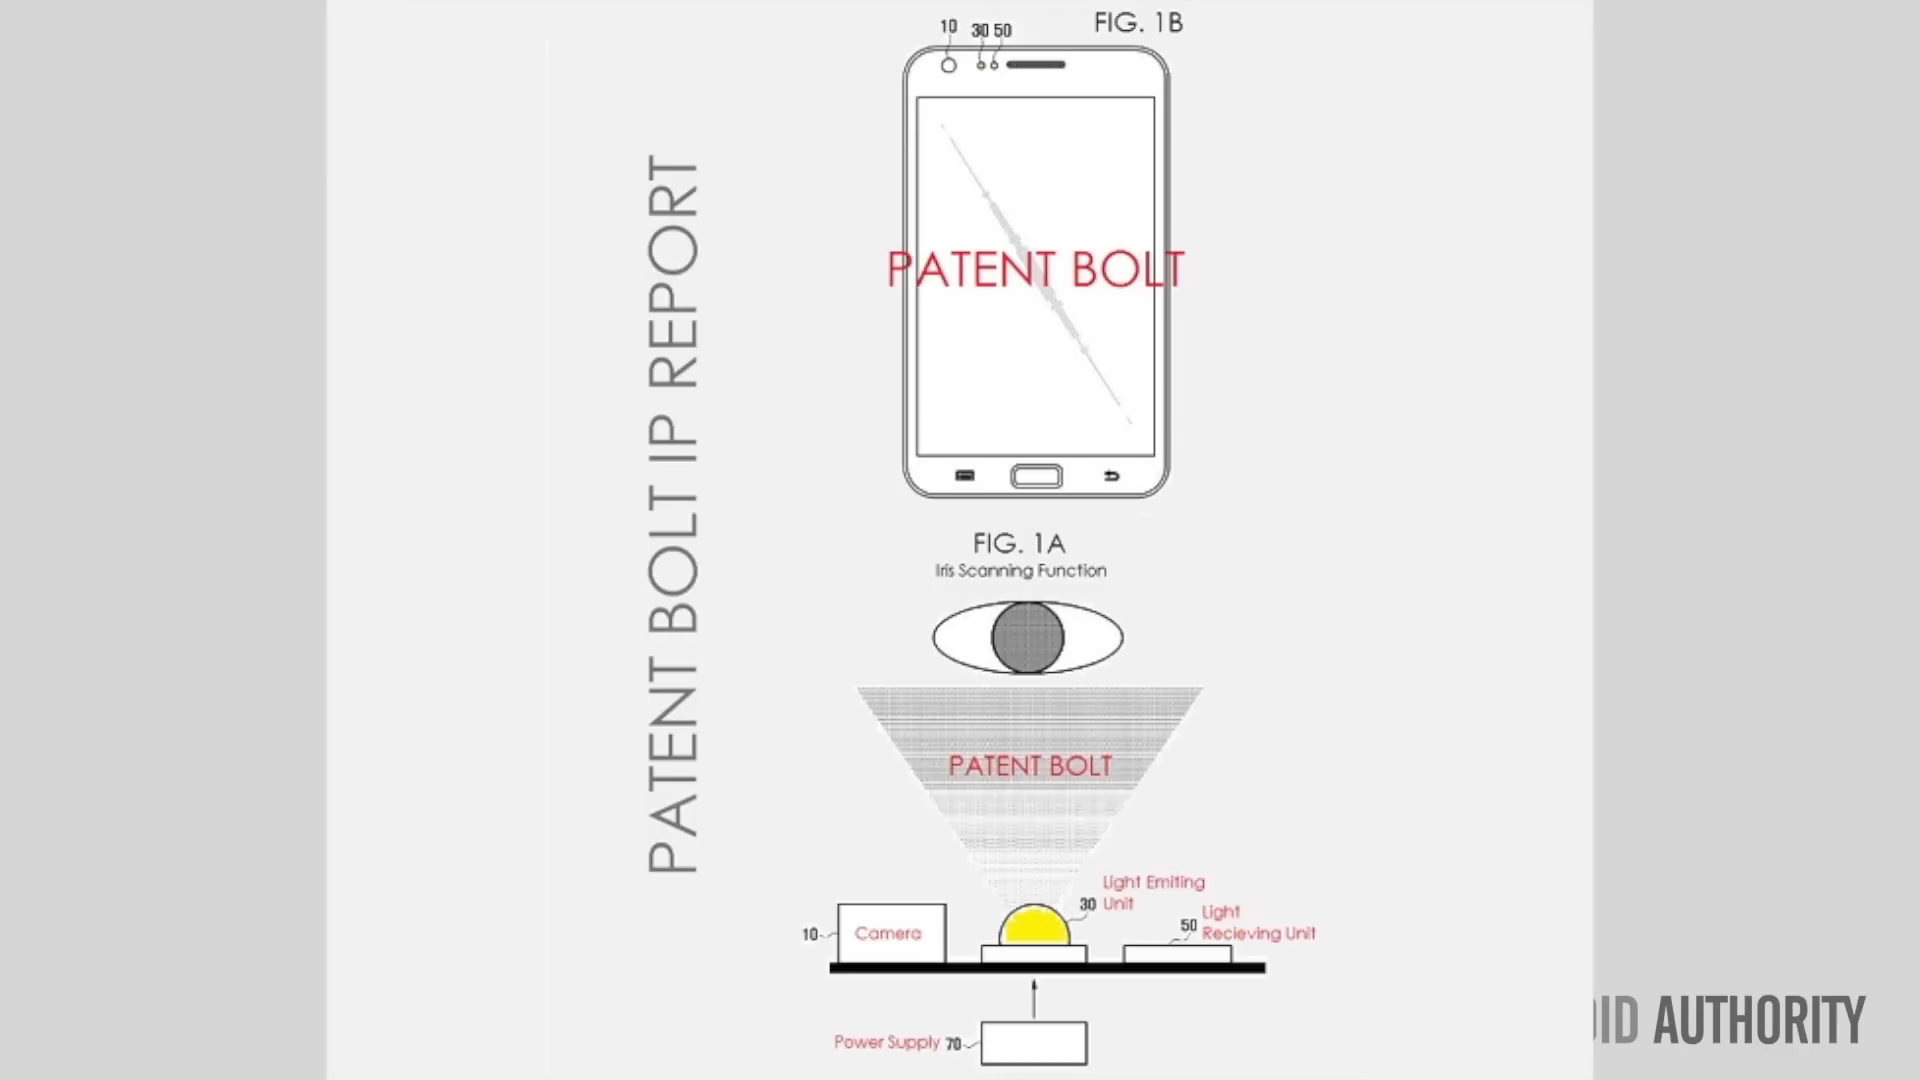 FIG. 1B
10 30 50
PATENT BOLT
PATENT BOLT IP REPORT
FIG. 1A
Iris Scanning Function
PATENT BOLT
Light Emiting
30 Unit
Light
50 Recieving Unit
10 Camera
Power Supply 70
ID AUTHORITY